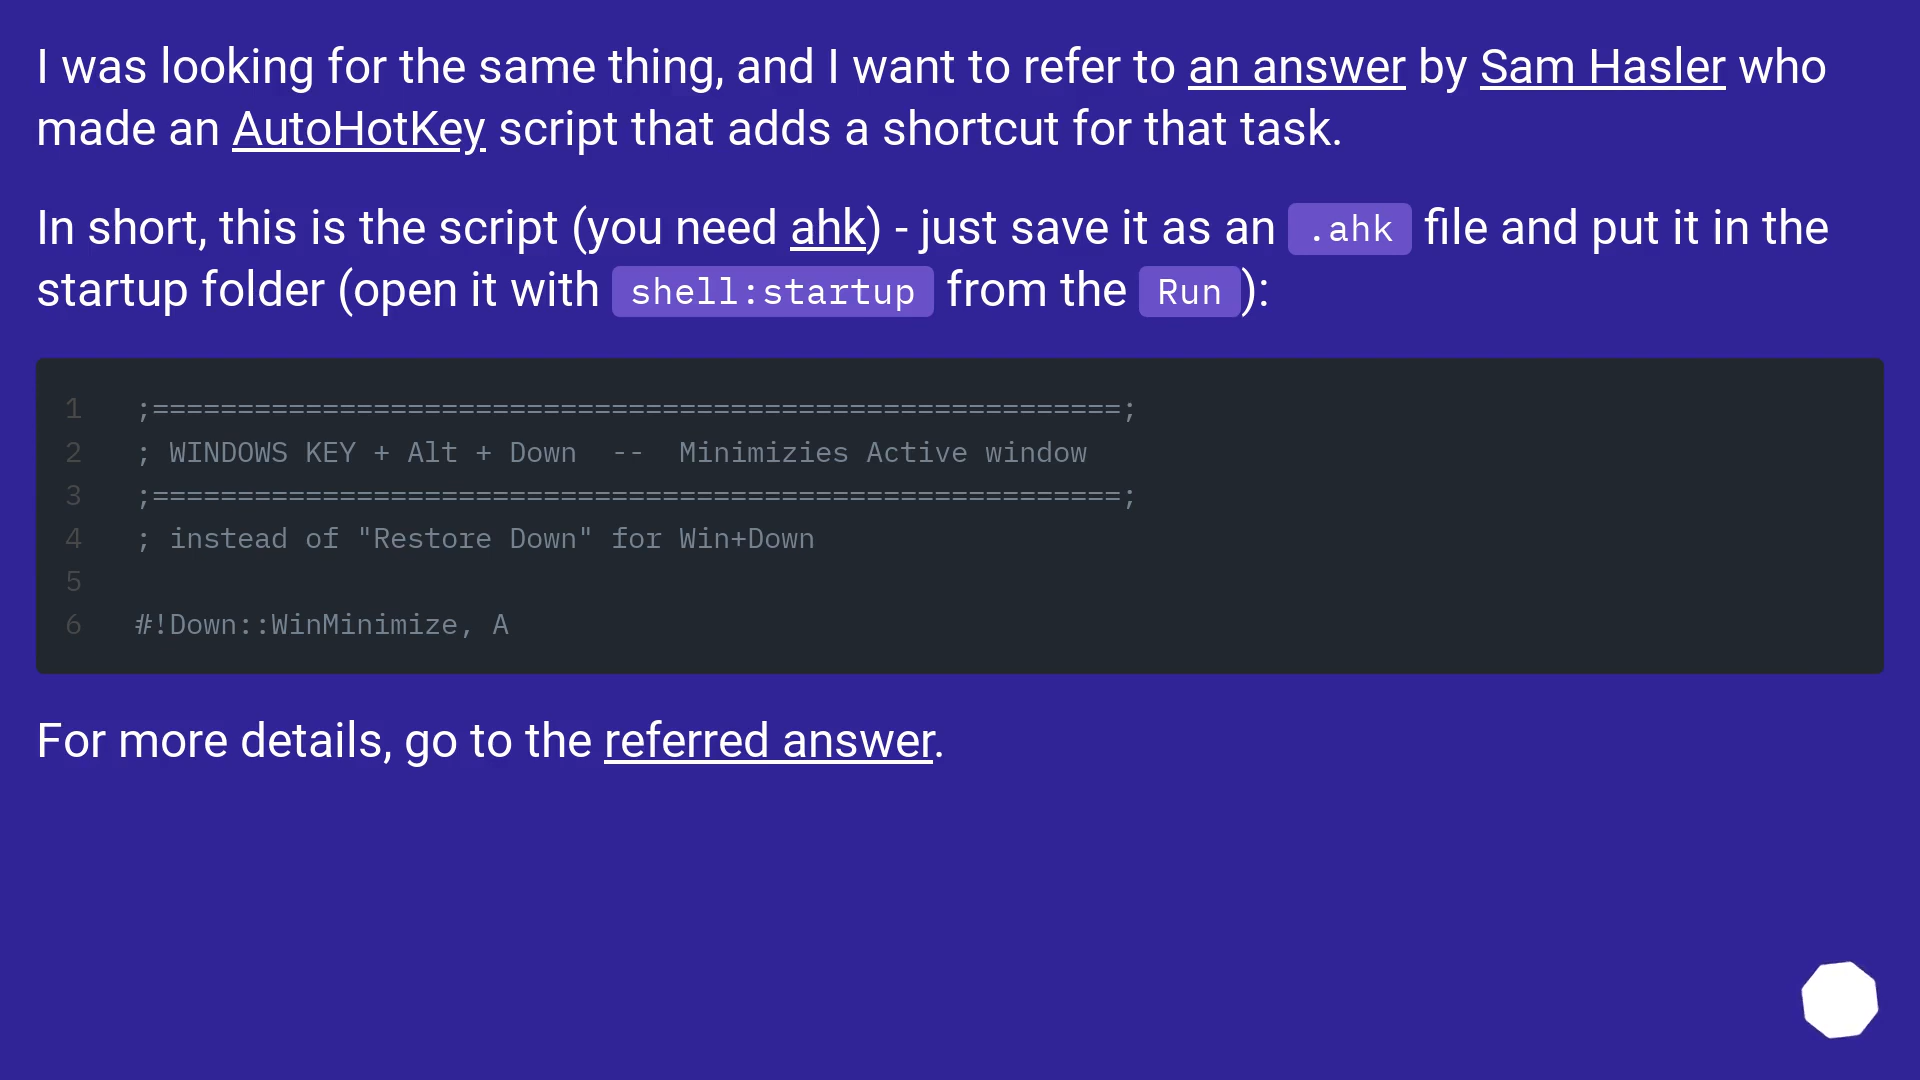 I was looking for the same thing, and I want to refer to an answer by Sam Hasler who
made an AutoHotKey script that adds a shortcut for that task.
In short, this is the script (you need ahk) - just save it as an .ahk file and put it in the
startup folder (open it with shell:startup from the Run):
1 ;=========================================================;
2 ; WINDOWS KEY + Alt + Down  --  Minimizies Active window
3 ;=========================================================;
4 ; instead of "Restore Down" for Win+Down
5
6 #!Down::WinMinimize, A
For more details, go to the referred answer.